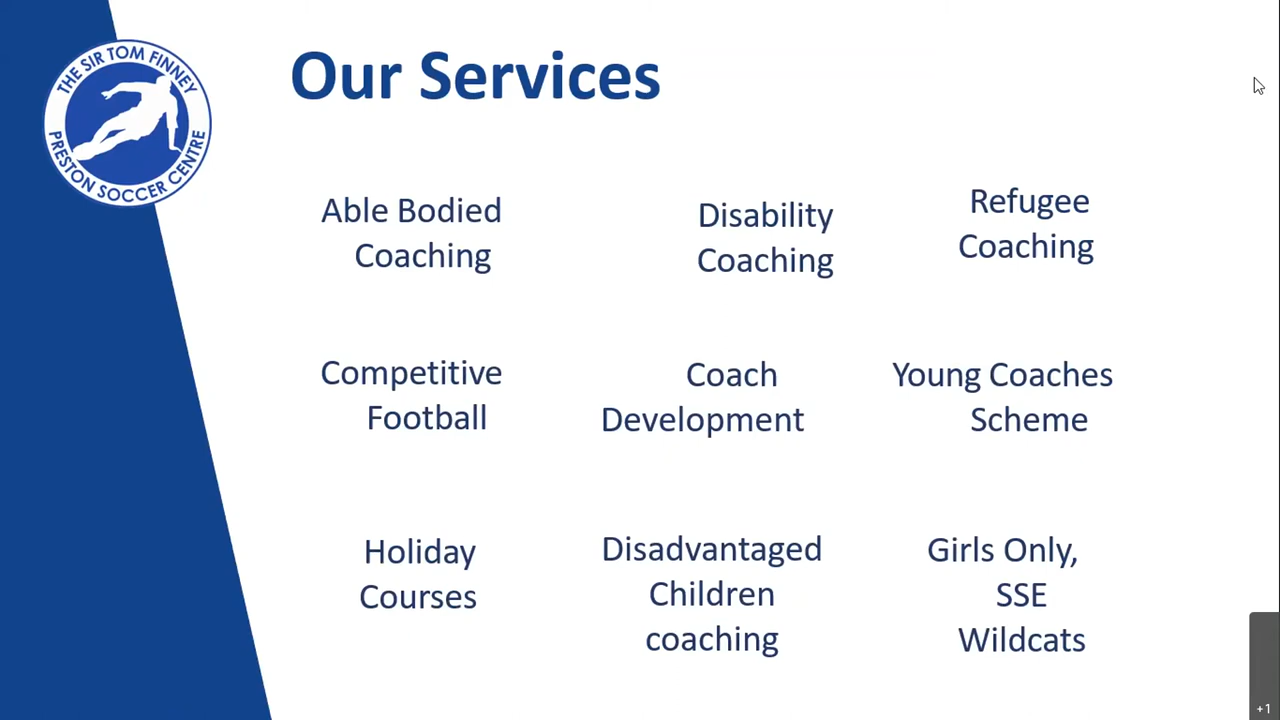 THE SIR TOM FINNEY
PRESTON SOCCER CENTRE
Our Services
Able Bodied
Coaching
Disability
Coaching
Refugee
Coaching
Competitive
Football
Coach
Development
Young Coaches
Scheme
Holiday
Courses
Disadvantaged
Children
coaching
Girls Only,
SSE
Wildcats
+1